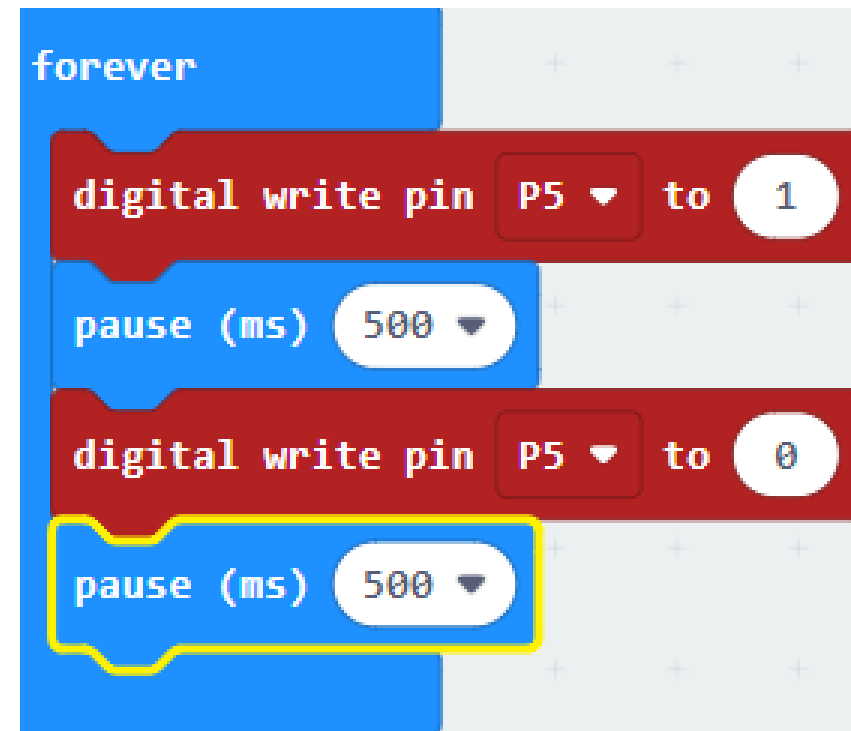 forever
digital write pin P5 to 1
pause (ms) 500
digital write pin P5 to 0
pause (ms) 500